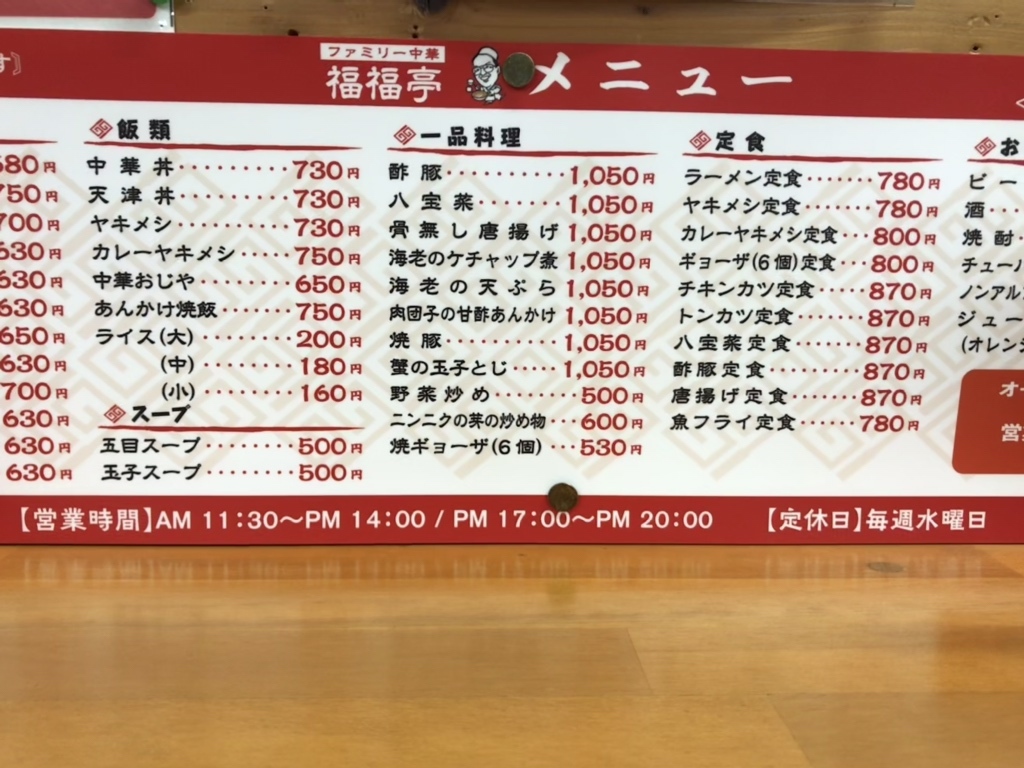 す〕
ファミリー中華
福福亭 メニュー
680円
750円
700円
630円
630円
630円
650円
630円
700円
630円
630円
630円
飯類
中華丼・・・・・・・・・730円
天津丼・・・・・・・・・730円
ヤキメシ・・・・・・・・・730円
カレーヤキメシ・・・・・750円
中華おじや・・・・・・・650円
あんかけ焼飯・・・・・・750円
ライス(大)・・・・・・・・200円
(中)・・・・・・・・180円
(小)・・・・・・・・160円
スープ
五目スープ・・・・・・・500円
玉子スープ・・・・・・・500円
一品料理
酢豚・・・・・・・・・・1,050円
八宝菜・・・・・・・1,050円
骨無し唐揚げ 1,050円
海老のケチャップ煮 1,050円
海老の天ぷら 1,050円
肉団子の甘酢あんかけ 1,050円
焼豚・・・・・・・・・・1,050円
蟹の玉子とじ・・・・・1,050円
野菜炒め・・・・・・・500円
ニンニクの芽の炒め物・・・600円
焼ギョーザ(6個)・・・530円
定食
ラーメン定食・・・・・・・780円
ヤキメシ定食・・・・・・・780円
カレーヤキメシ定食・・・800円
ギョーザ(6個)定食・・・800円
チキンカツ定食・・・・・870円
トンカツ定食・・・・・・・870円
八宝菜定食・・・・・・・870円
酢豚定食・・・・・・・・・870円
唐揚げ定食・・・・・・・870円
魚フライ定食・・・・・・780円
お
ビー
酒・・・
焼酎・・
チューハ
ノンアル
ジュー
(オレン
オー
営
【営業時間】AM 11:30〜PM 14:00 / PM 17:00〜PM 20:00 【定休日】毎週水曜日